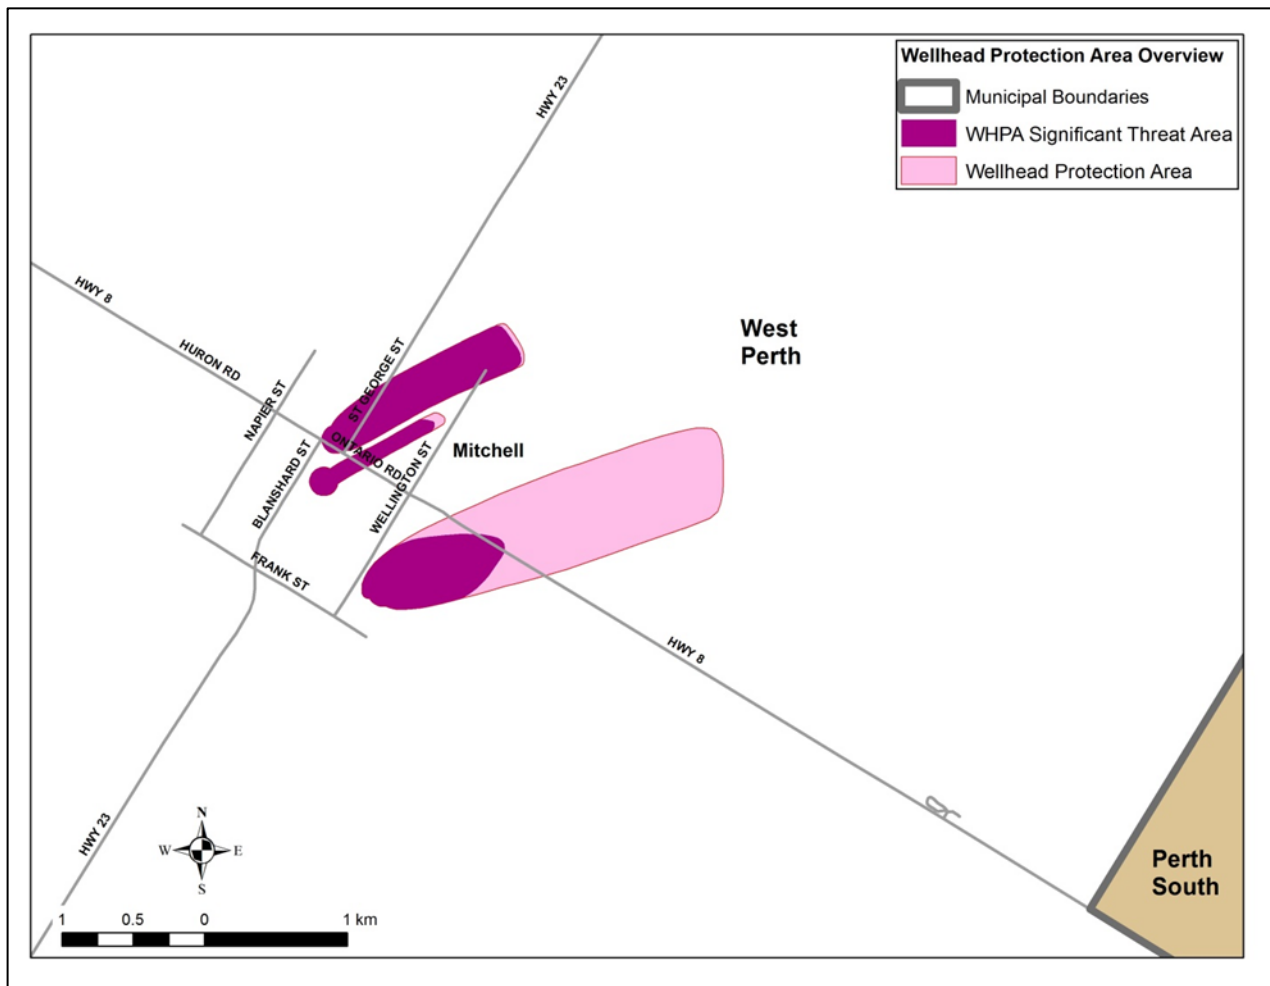 Wellhead Protection Area Overview
Municipal Boundaries
WHPA Significant Threat Area
Wellhead Protection Area
HWY 23
HWY 8
HURON RD
NAPIER ST
ST GEORGE ST
West
Perth
BLANSHARD ST
ONTARIO RD
WELLINGTON ST
Mitchell
FRANK ST
HWY 8
HWY 23
N
W
E
S
Perth
South
1 0.5 0 1 km